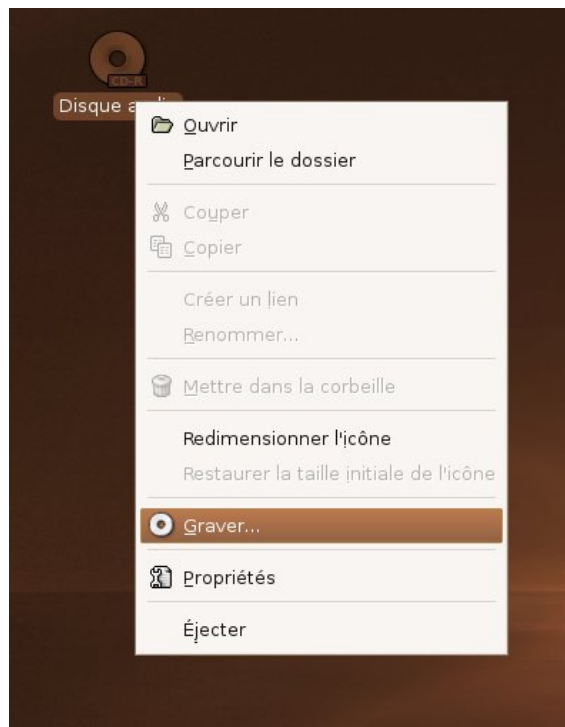 CD-R
Disque
Ouvrir
Parcourir le dossier
Couper
Copier
Créer un lien
Renommer...
Mettre dans la corbeille
Redimensionner l'icône
Restaurer la taille initiale de l'icône
Graver...
Propriétés
Éjecter